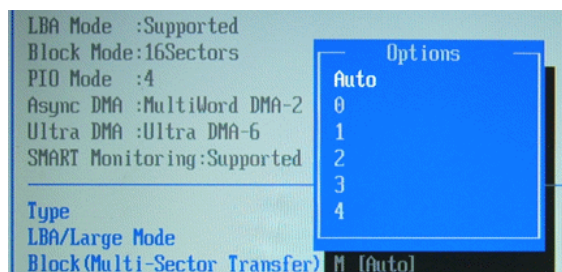 LBA Mode :Supported
Block Mode:16Sectors
PIO Mode :4
Async DMA :MultiWord DMA-2
Ultra DMA :Ultra DMA-6
SMART Monitoring:Supported
Type
LBA/Large Mode
Block(Multi-Sector Transfer) M [Auto]
Options
Auto
0
1
2
3
4